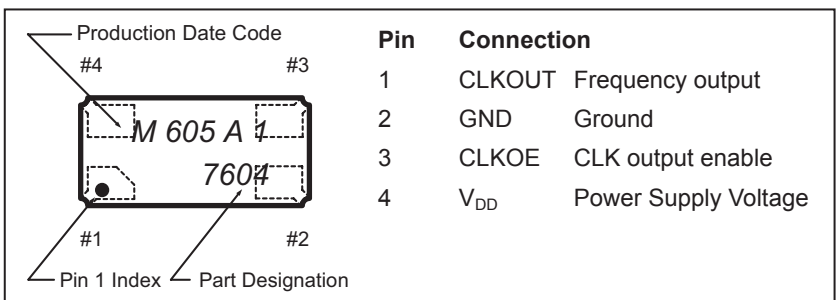 Production Date Code
#4 #3
M 605 A 1
7604
#1 #2
Pin 1 Index Part Designation
Pin Connection
1 CLKOUT Frequency output
2 GND Ground
3 CLKOE CLK output enable
4 VDD Power Supply Voltage